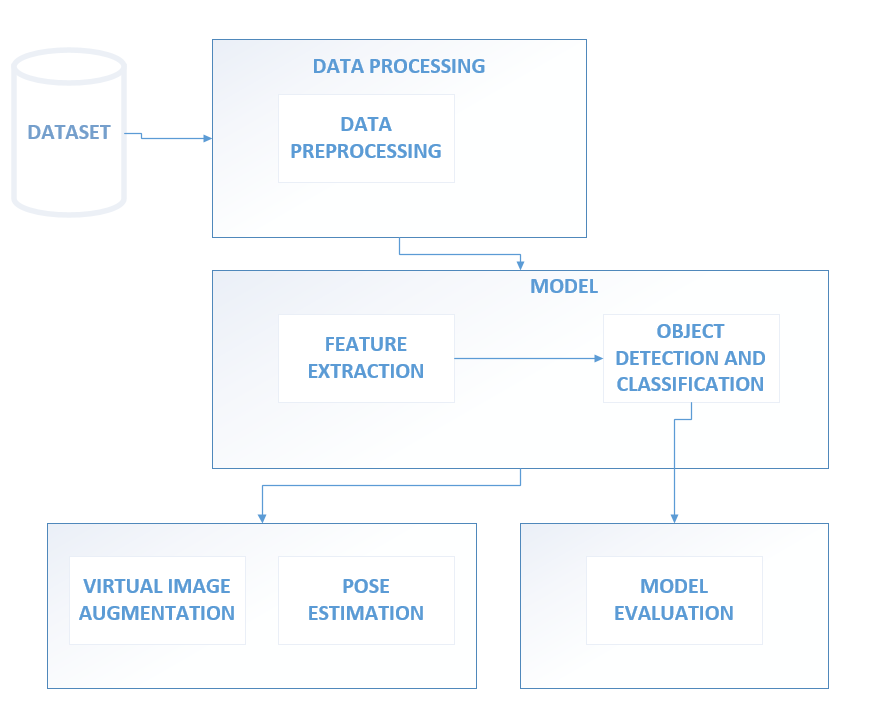 DATASET
DATA PROCESSING
DATA
PREPROCESSING
MODEL
FEATURE
EXTRACTION
OBJECT
DETECTION AND
CLASSIFICATION
VIRTUAL IMAGE
AUGMENTATION
POSE
ESTIMATION
MODEL
EVALUATION